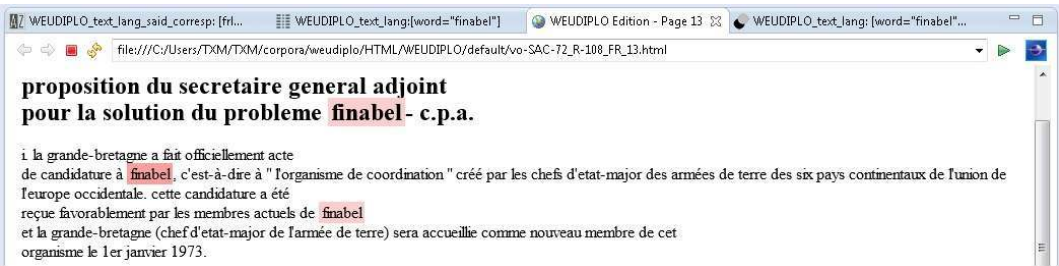 WEUDIPLO_text_lang_said_corresp: [frl...
WEUDIPLO_text_lang:[word="finabel"]
WEUDIPLO Edition - Page 13
WEUDIPLO_text_lang: [word="finabel"...
file:///C:/Users/TXM/TXM/corpora/weudiplo/HTML/WEUDIPLO/default/vo-SAC-72_R-108_FR_13.html
proposition du secretaire general adjoint
pour la solution du probleme finabel - c.p.a.
i. la grande-bretagne a fait officiellement acte
de candidature à finabel, c'est-à-dire à " l'organisme de coordination " créé par les chefs d'etat-major des armées de terre des six pays continentaux de l'union de
l'europe occidentale. cette candidature a été
reçue favorablement par les membres actuels de finabel
et la grande-bretagne (chef d'etat-major de l'armée de terre) sera accueillie comme nouveau membre de cet
organisme le 1er janvier 1973.